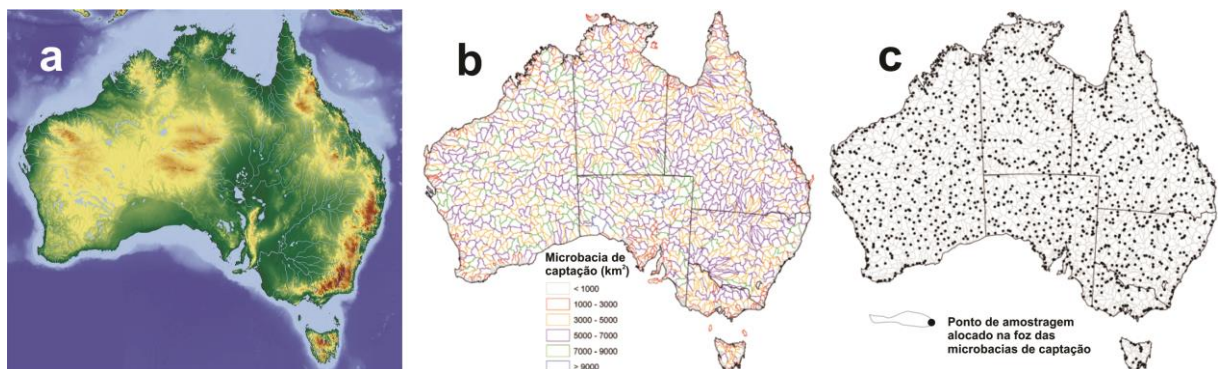 a
b
c
Microbacia de
captação (km²)
< 1000
1000 - 3000
3000 - 5000
5000 - 7000
7000 - 9000
> 9000
Ponto de amostragem
alocado na foz das
microbacias de captação